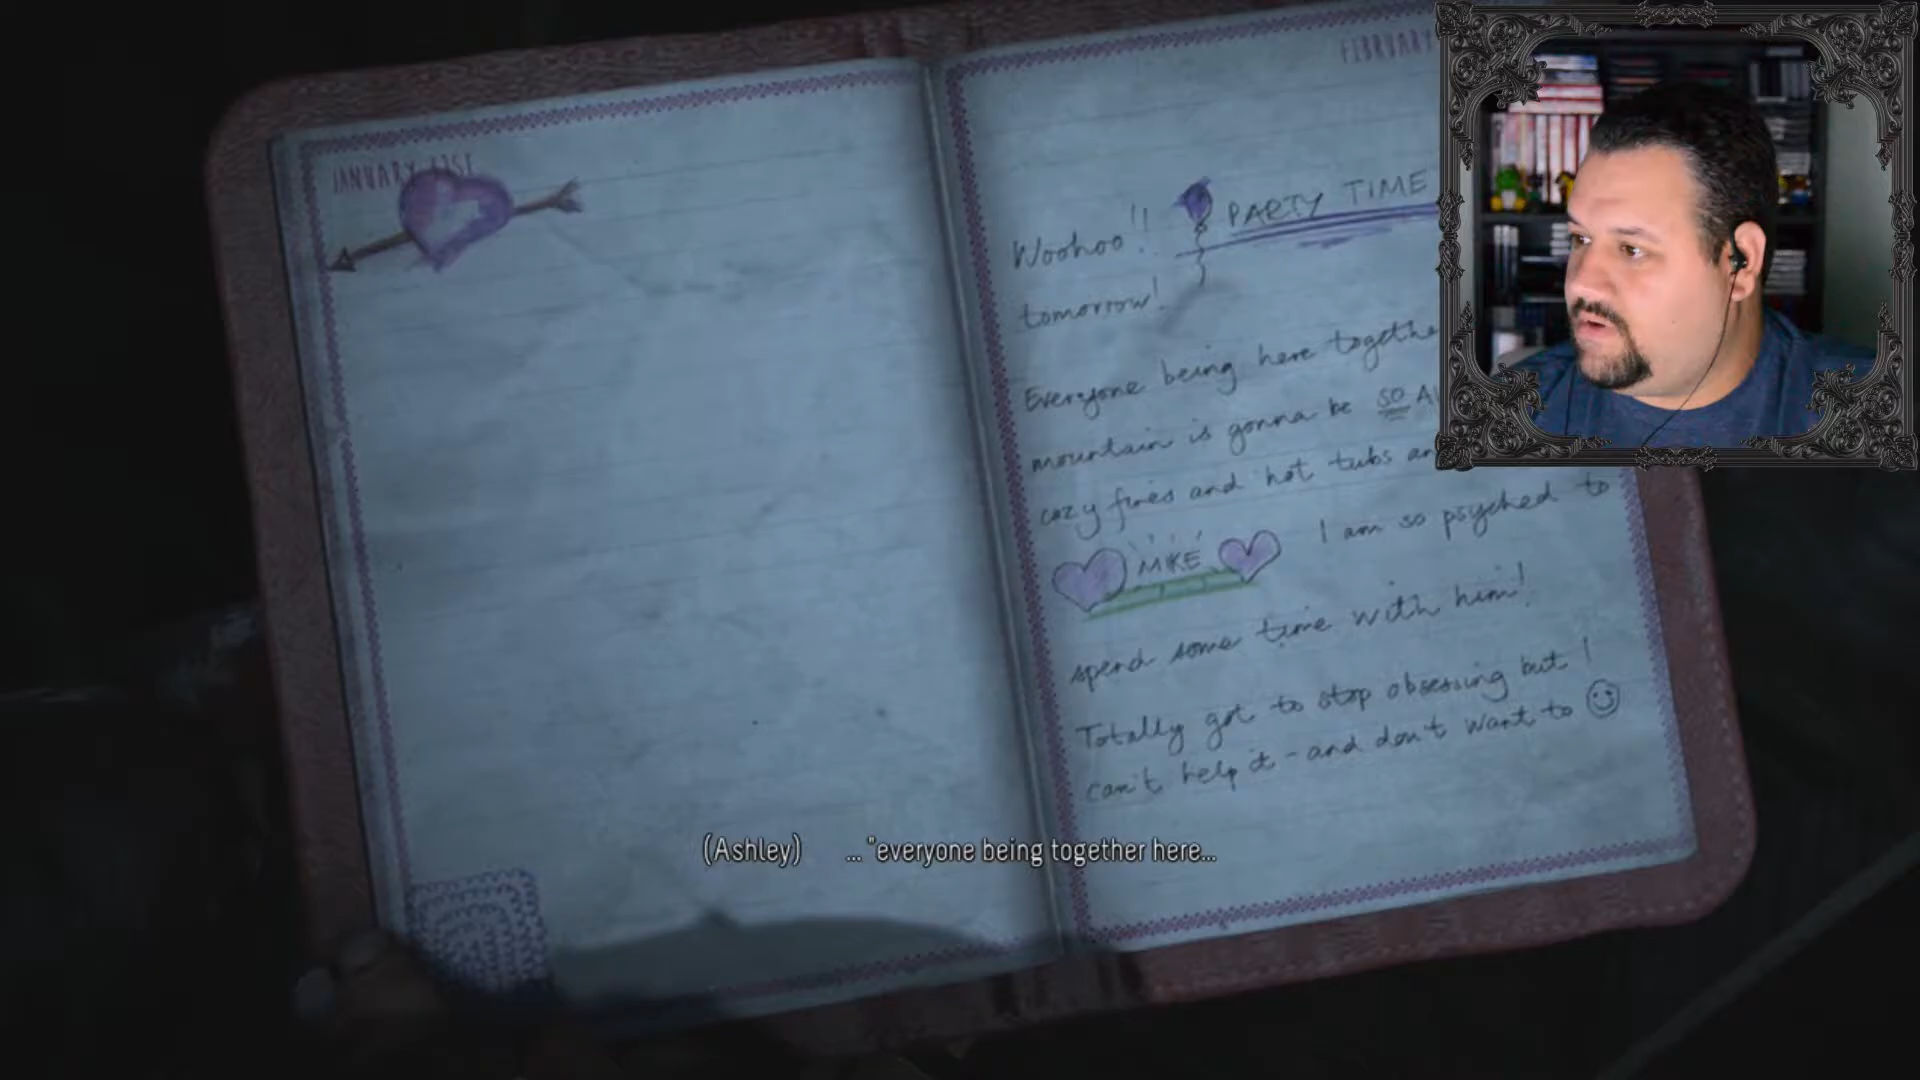 JANUARY 31ST
FEBRUARY
Woohoo!! PARTY TIME
tomorrow!
Everyone being here
mountain is gonna be so
cozy fires and hot tubs
MIKE I am so psyched to
spend some time with him!
Totally got to stop obsessing but I
can't help it - and don't want to
(Ashley) ... "everyone being together here...